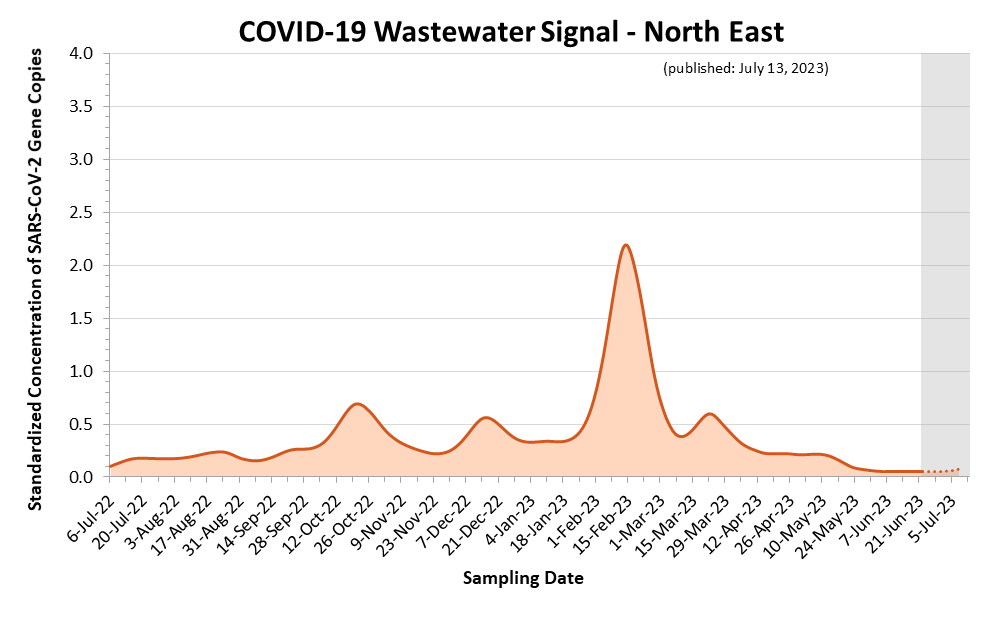 COVID-19 Wastewater Signal - North East
(published: July 13, 2023)
Standardized Concentration of SARS-CoV-2 Gene Copies
4.0
3.5
3.0
2.5
2.0
1.5
1.0
0.5
0.0
6-Jul-22
20-Jul-22
3-Aug-22
17-Aug-22
31-Aug-22
14-Sep-22
28-Sep-22
12-Oct-22
26-Oct-22
9-Nov-22
23-Nov-22
7-Dec-22
21-Dec-22
4-Jan-23
18-Jan-23
1-Feb-23
15-Feb-23
1-Mar-23
15-Mar-23
29-Mar-23
12-Apr-23
26-Apr-23
10-May-23
24-May-23
7-Jun-23
21-Jun-23
5-Jul-23
Sampling Date